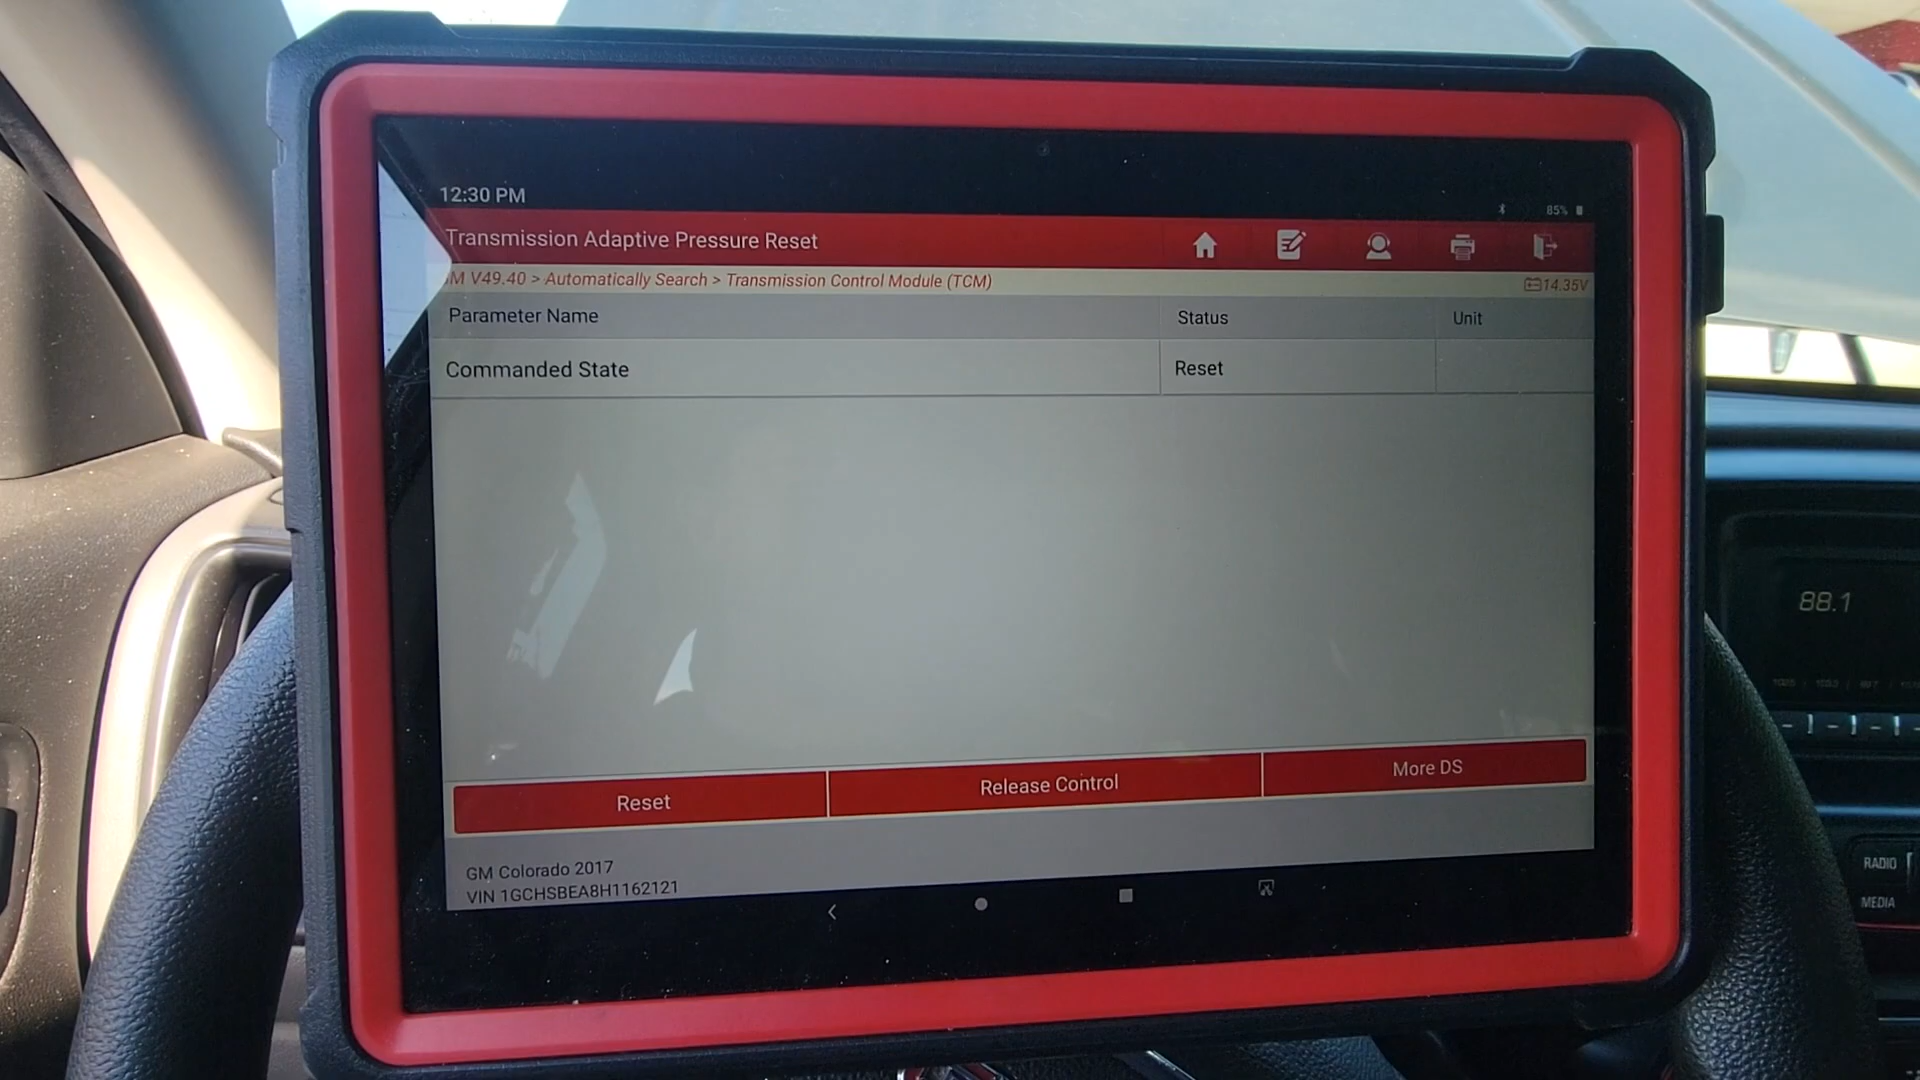 12:30 PM
85%
Transmission Adaptive Pressure Reset
M V49.40 > Automatically Search > Transmission Control Module (TCM)
14.35V
Parameter Name Status Unit
Commanded State Reset
88.1
Reset Release Control More DS
RADIO
MEDIA
GM Colorado 2017
VIN 1GCHSBEA8H1162121